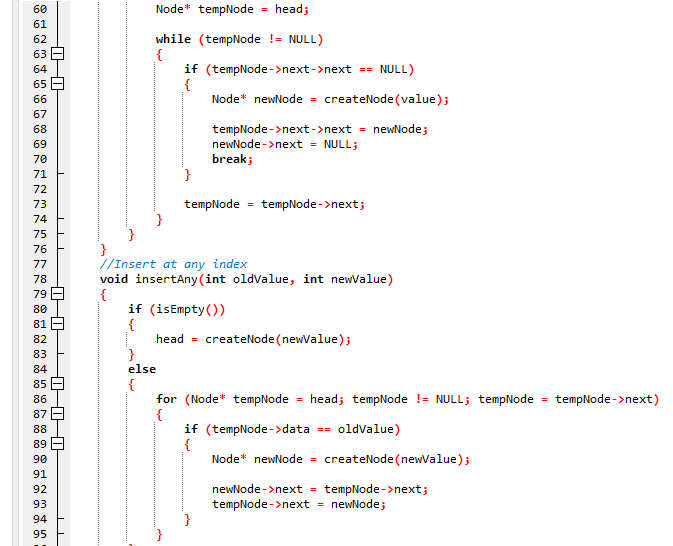 60 Node* tempNode = head;
61
62 while (tempNode != NULL)
63 {
64 if (tempNode->next->next == NULL)
65 {
66 Node* newNode = createNode(value);
67
68 tempNode->next->next = newNode;
69 newNode->next = NULL;
70 break;
71 }
72
73 tempNode = tempNode->next;
74 }
75 }
76 }
77 //Insert at any index
78 void insertAny(int oldValue, int newValue)
79 {
80 if (isEmpty())
81 {
82 head = createNode(newValue);
83 }
84 else
85 {
86 for (Node* tempNode = head; tempNode != NULL; tempNode = tempNode->next)
87 {
88 if (tempNode->data == oldValue)
89 {
90 Node* newNode = createNode(newValue);
91
92 newNode->next = tempNode->next;
93 tempNode->next = newNode;
94 }
95 }